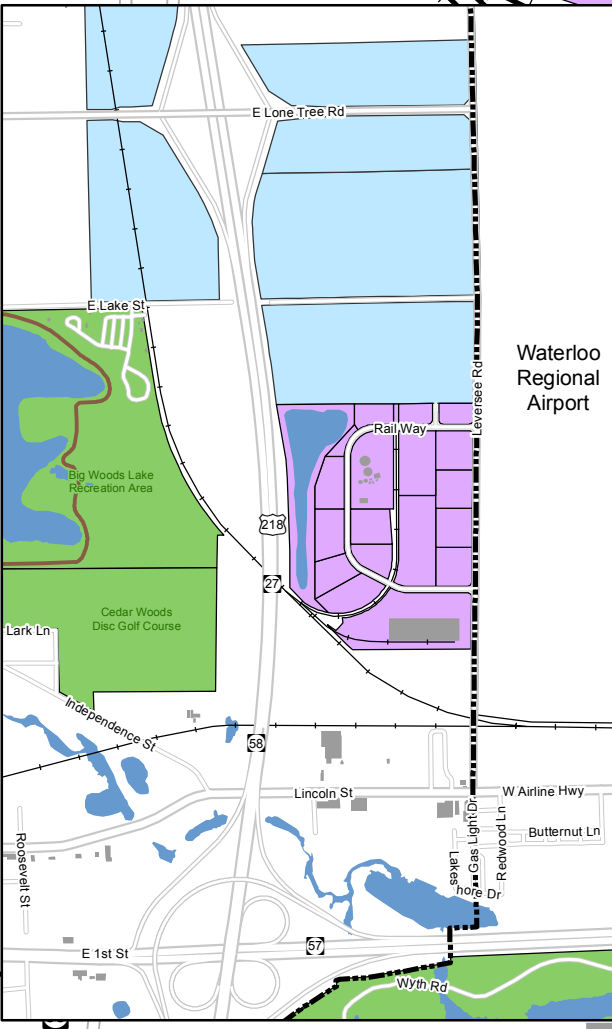 E Lone Tree Rd
E Lake St
Waterloo
Regional
Airport
Leversee Rd
Rail Way
Big Woods Lake
Recreation Area
218
27
Cedar Woods
Disc Golf Course
Lark Ln
Independence St
58
Lincoln St
W Airline Hwy
Gas Light Dr
Redwood Ln
Butternut Ln
Roosevelt St
Lakeshore Dr
57
E 1st St
Wyth Rd